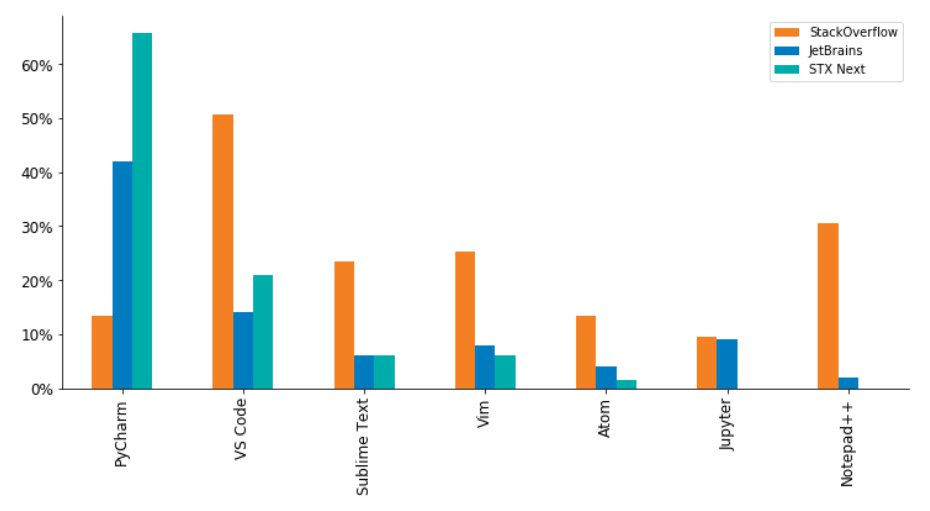 StackOverflow
JetBrains
STX Next
60%
50%
40%
30%
20%
10%
0%
PyCharm
VS Code
Sublime Text
Vim
Atom
Jupyter
Notepad++